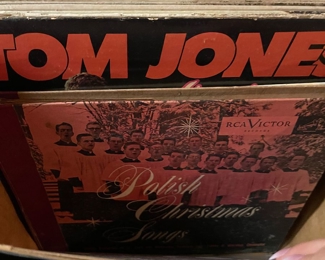 TOM JONES
RCA VICTOR
Polish
Christmas
Songs